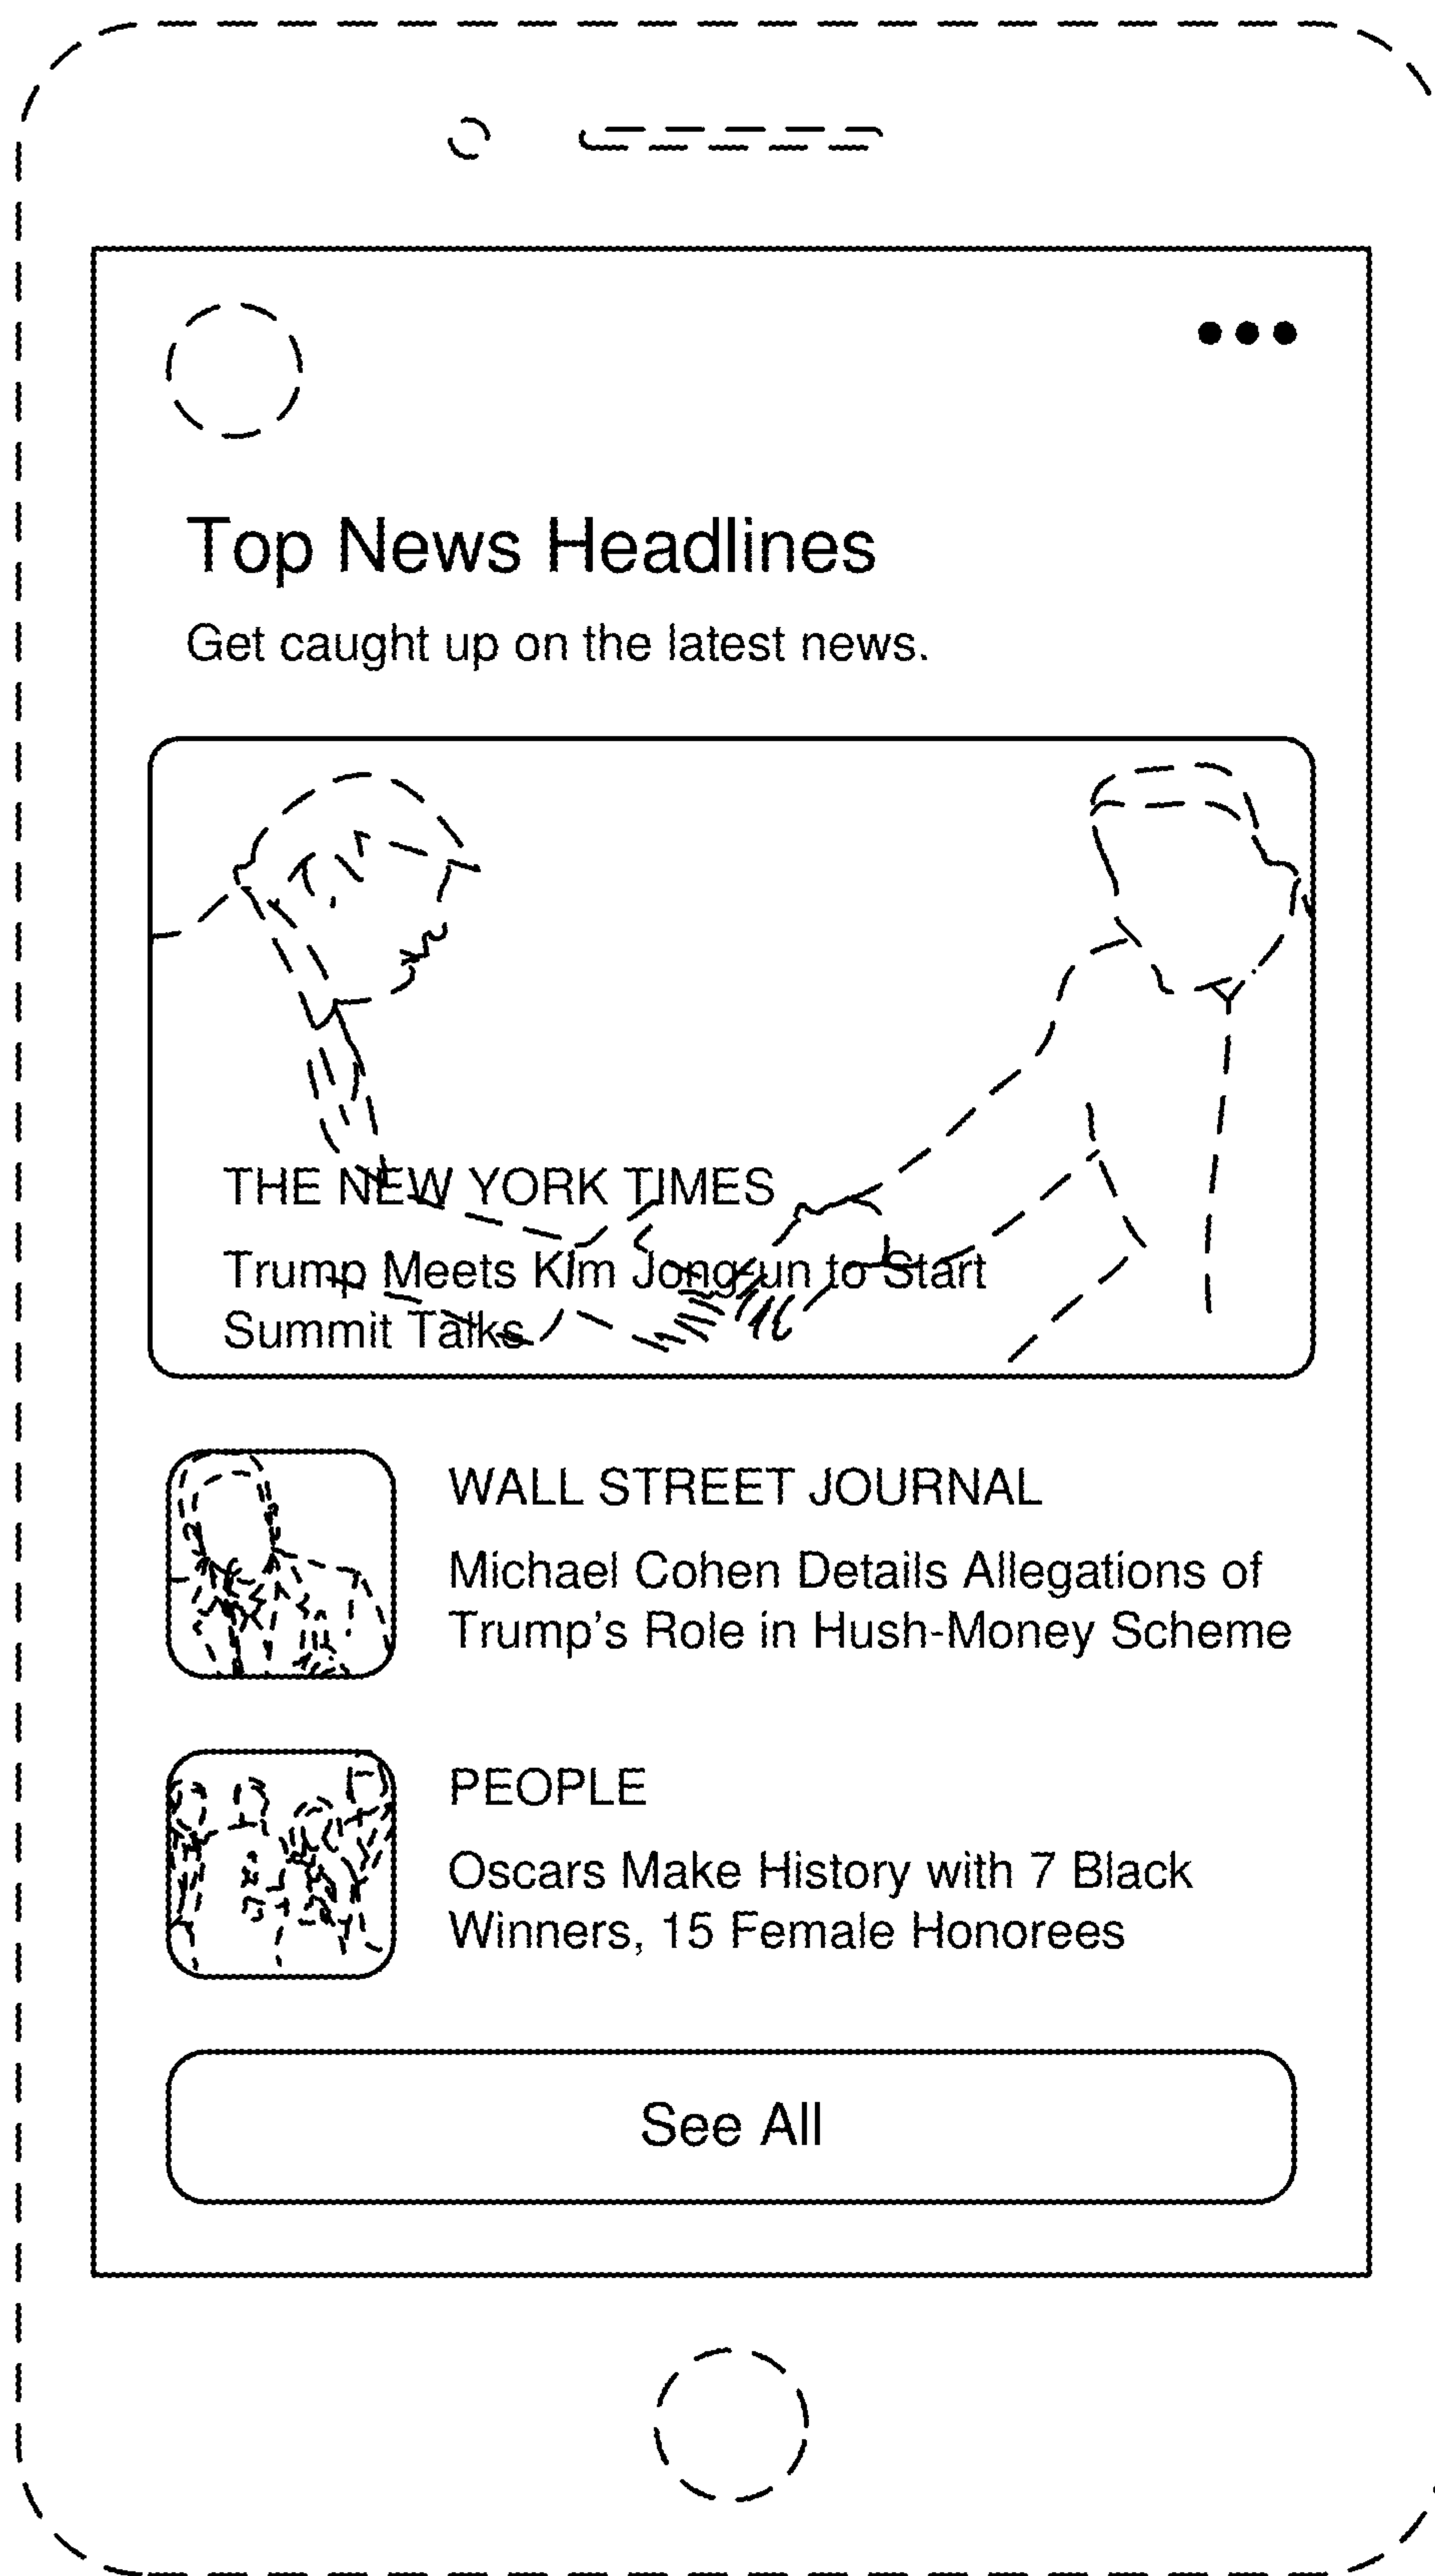 Top News Headlines
Get caught up on the latest news.
THE NEW YORK TIMES
Trump Meets Kim Jong-un to Start
Summit Talks
WALL STREET JOURNAL
Michael Cohen Details Allegations of
Trump's Role in Hush-Money Scheme
PEOPLE
Oscars Make History with 7 Black
Winners, 15 Female Honorees
See All